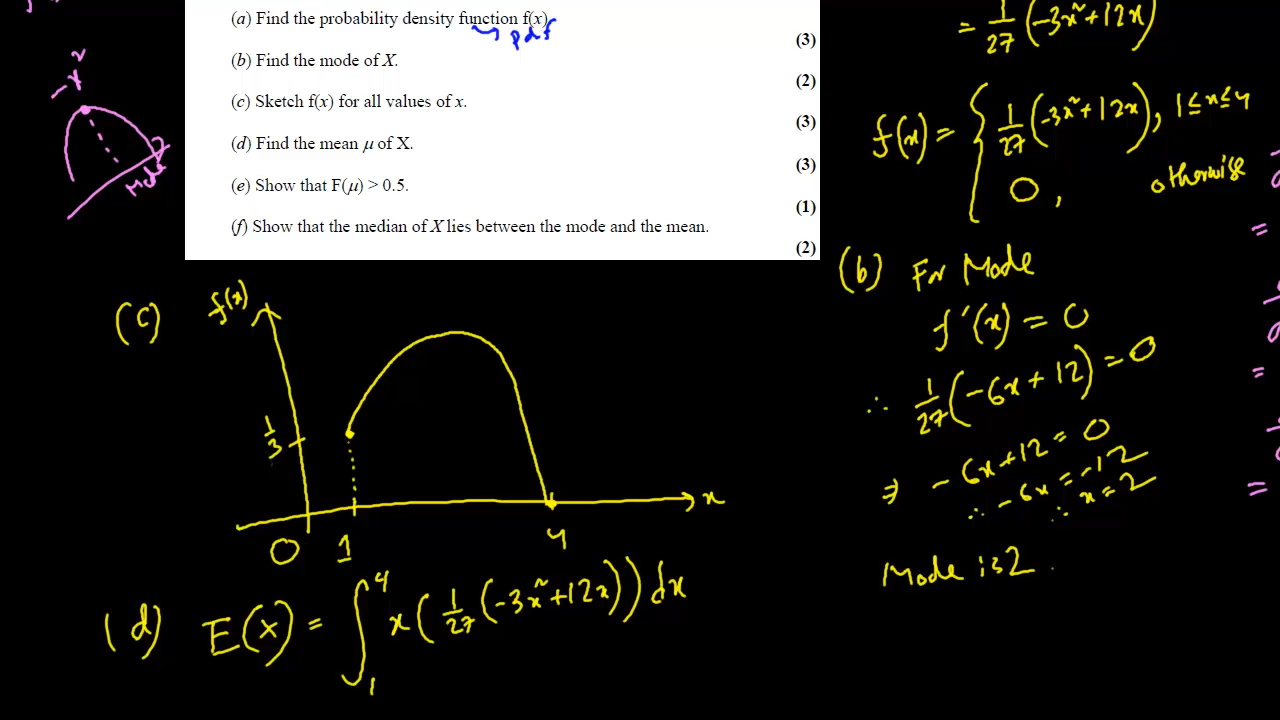 (a) Find the probability density function f(x).
pdf
(3)
(b) Find the mode of X.
(2)
(c) Sketch f(x) for all values of x.
(3)
(d) Find the mean μ of X.
(3)
(e) Show that F(μ) > 0.5.
(1)
(f) Show that the median of X lies between the mode and the mean.
(2)
-x²
Mode
= 1/27 (-3x²+12x)
f(x) = { 1/27 (-3x²+12x), 1≤x≤4
0, otherwise
(b) For Mode
f'(x) = 0
∴ 1/27 (-6x+12) = 0
⇒ -6x+12 = 0
∴ -6x = -12
∴ x = 2
Mode is 2.
(c)
f(x)
1/3
x
0 1 4
(d) E(x) = ∫₁⁴ x(1/27 (-3x²+12x)) dx